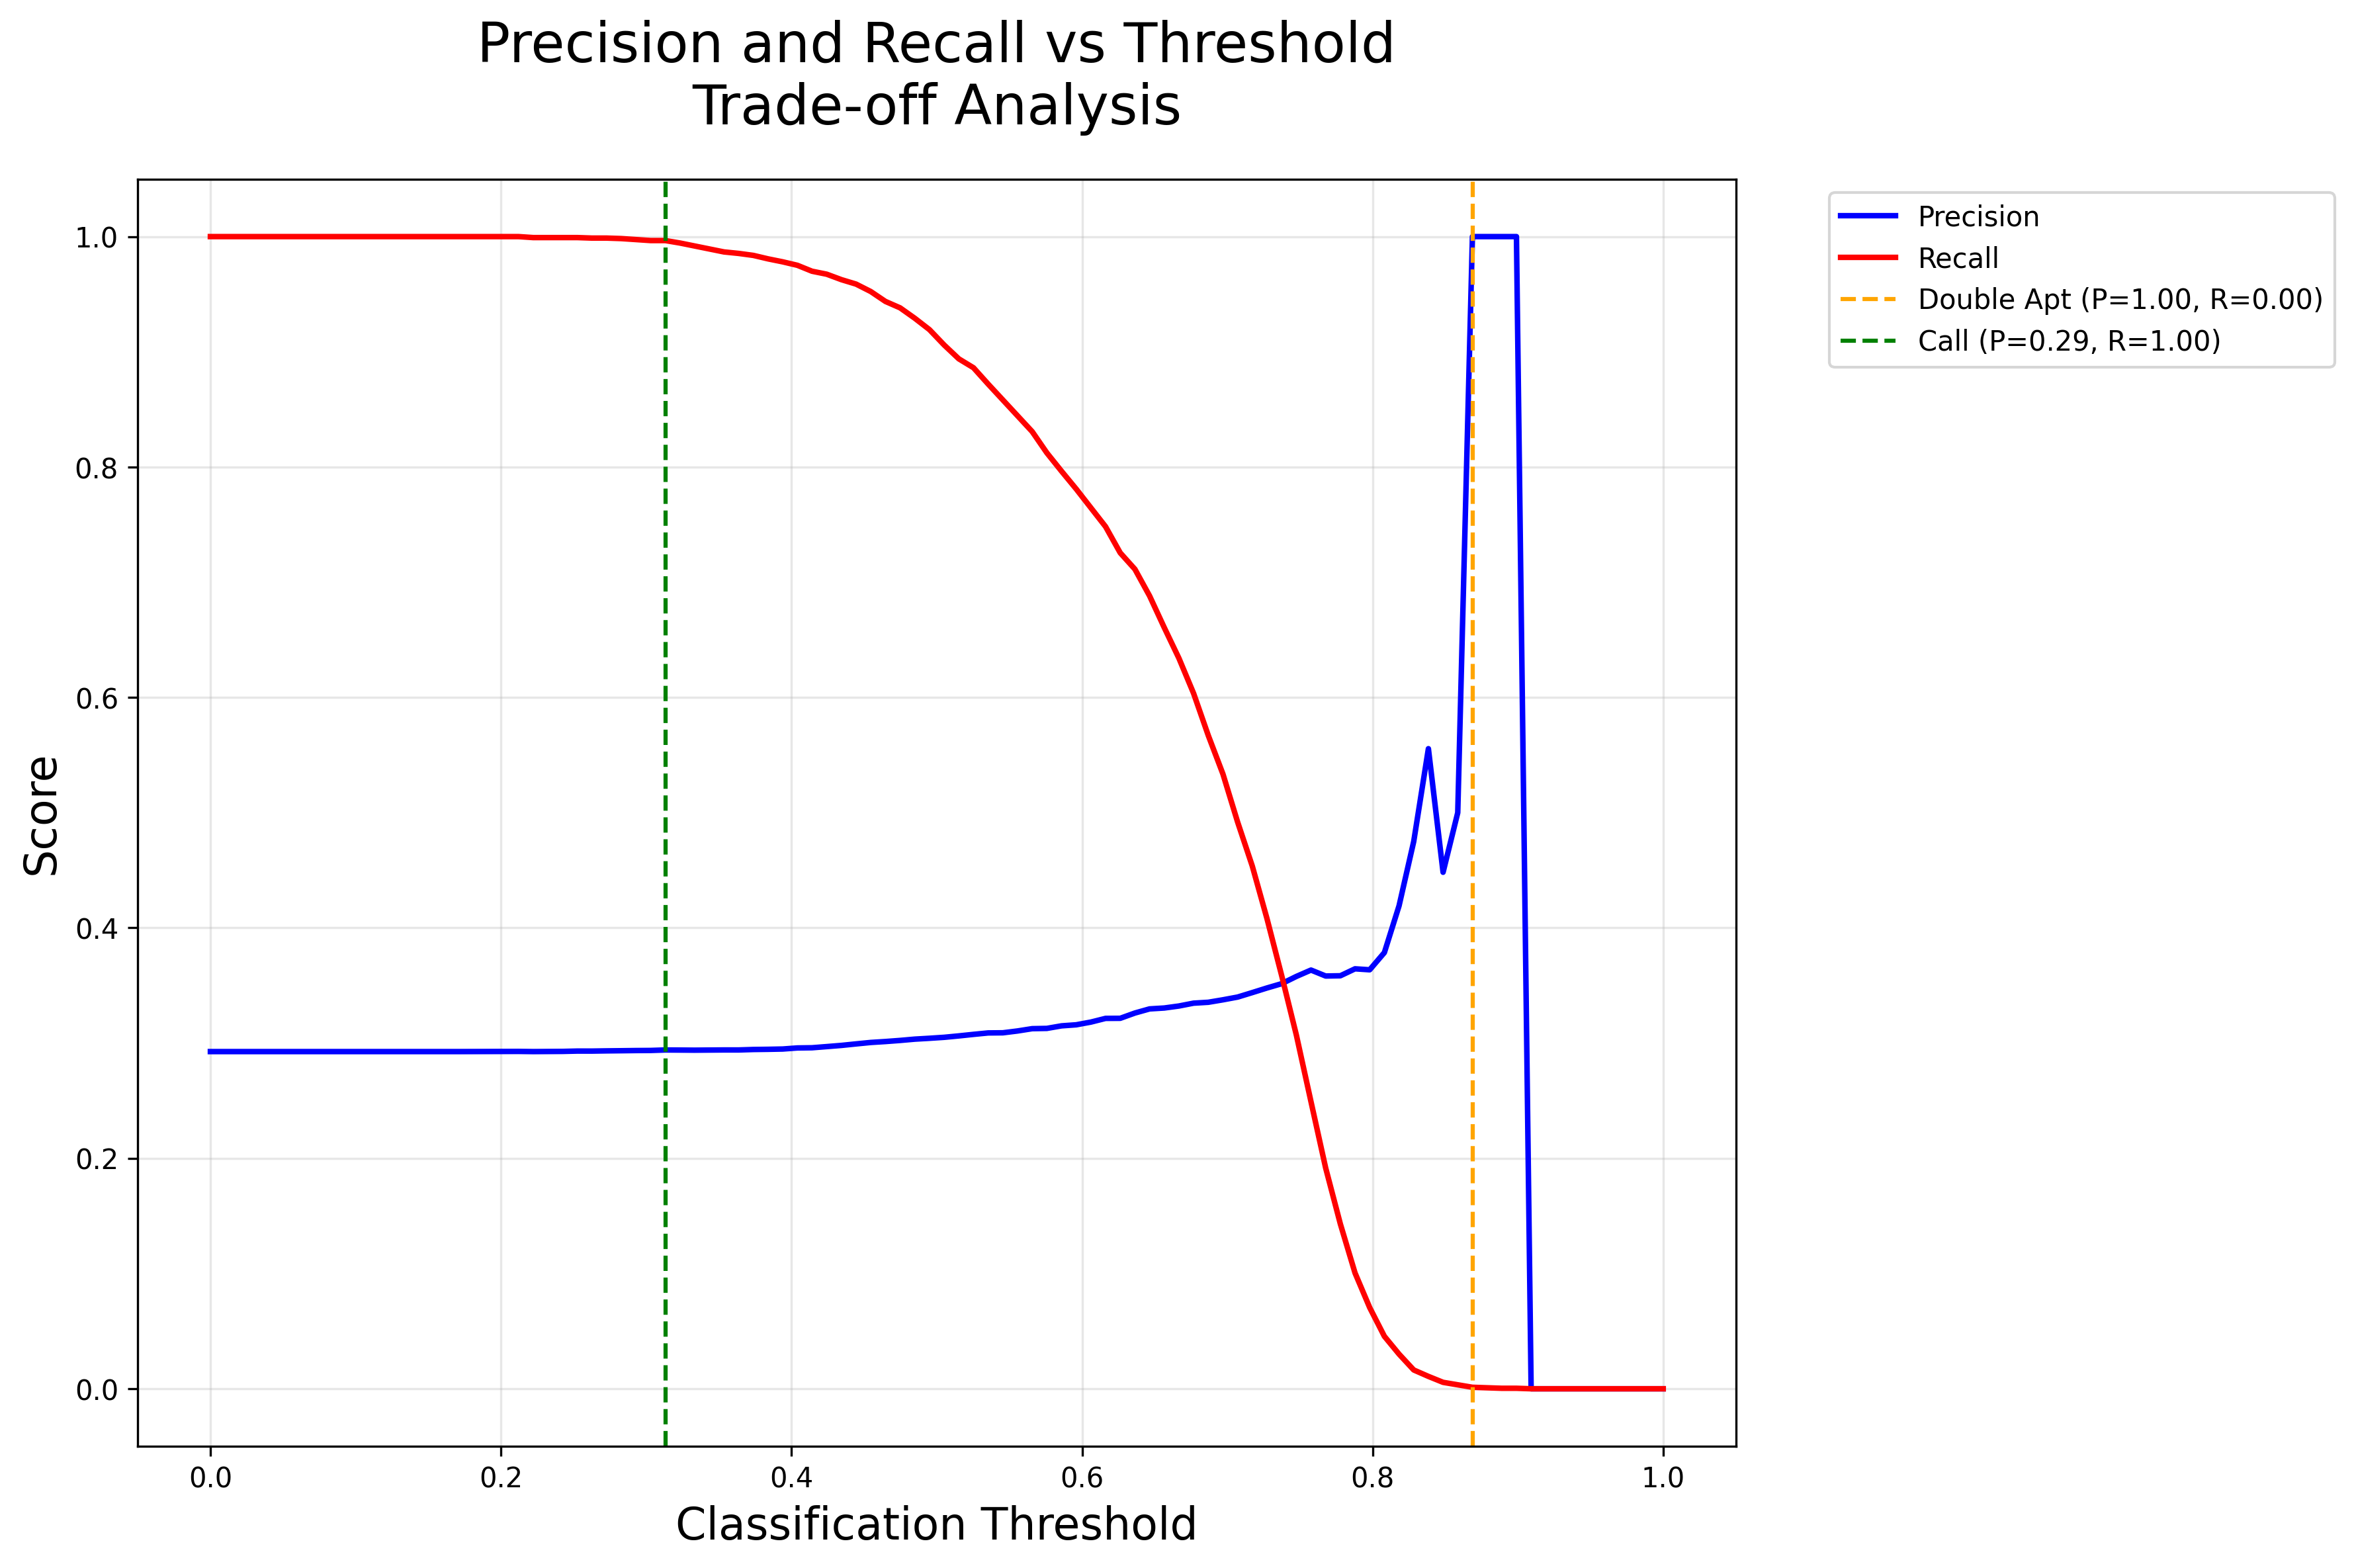 Precision and Recall vs Threshold
Trade-off Analysis
Precision
Recall
Double Apt (P=1.00, R=0.00)
Call (P=0.29, R=1.00)
Score
1.0
0.8
0.6
0.4
0.2
0.0
0.0 0.2 0.4 0.6 0.8 1.0
Classification Threshold